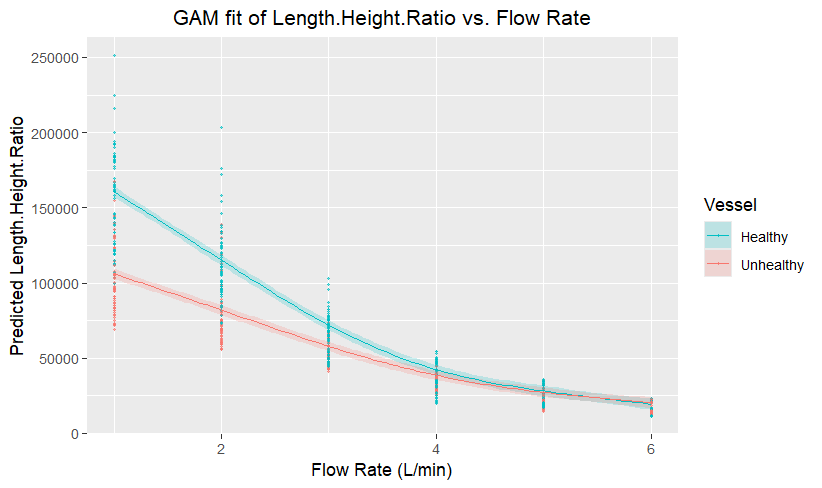 GAM fit of Length.Height.Ratio vs. Flow Rate
Predicted Length.Height.Ratio
250000
200000
150000
100000
50000
0
2
4
6
Flow Rate (L/min)
Vessel
Healthy
Unhealthy